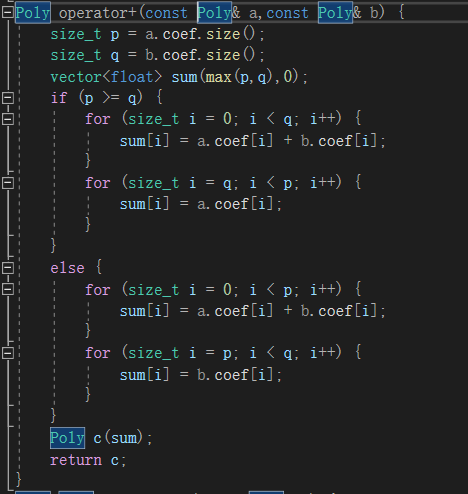 Poly operator+(const Poly& a,const Poly& b) {
size_t p = a.coef.size();
size_t q = b.coef.size();
vector<float> sum(max(p,q),0);
if (p >= q) {
for (size_t i = 0; i < q; i++) {
sum[i] = a.coef[i] + b.coef[i];
}
for (size_t i = q; i < p; i++) {
sum[i] = a.coef[i];
}
}
else {
for (size_t i = 0; i < p; i++) {
sum[i] = a.coef[i] + b.coef[i];
}
for (size_t i = p; i < q; i++) {
sum[i] = b.coef[i];
}
}
Poly c(sum);
return c;
}